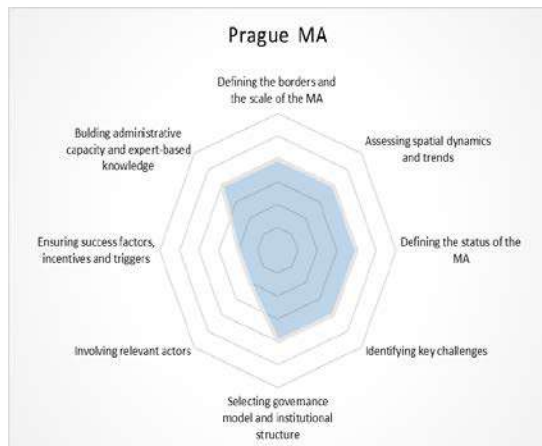 Prague MA
Defining the borders and
the scale of the MA
Assessing spatial dynamics
and trends
Defining the status of the
MA
Identifying key challenges
Selecting governance
model and institutional
structure
Involving relevant actors
Ensuring success factors,
incentives and triggers
Bulding administrative
capacity and expert-based
knowledge